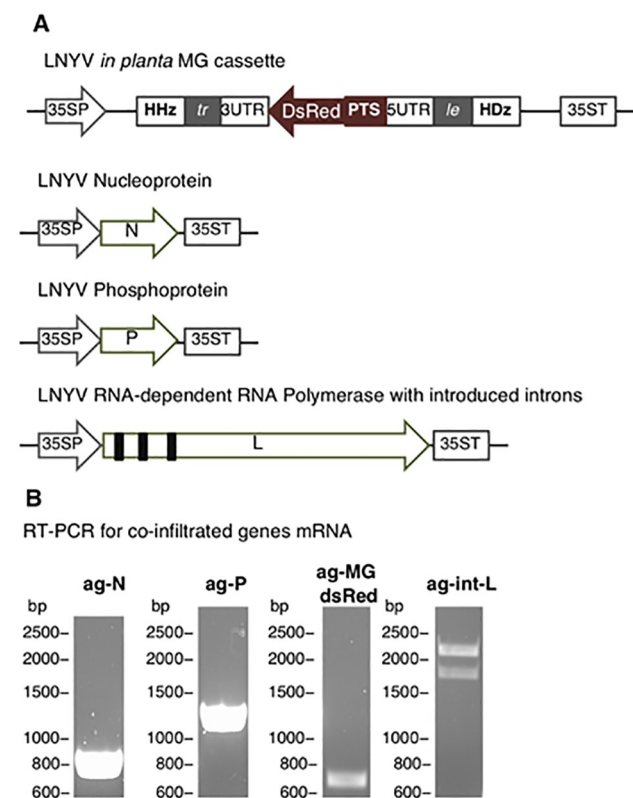 A
LNYV in planta MG cassette
35SP HHz tr 3UTR DsRed PTS 5UTR le HDz 35ST
LNYV Nucleoprotein
35SP N 35ST
LNYV Phosphoprotein
35SP P 35ST
LNYV RNA-dependent RNA Polymerase with introduced introns
35SP L 35ST
B
RT-PCR for co-infiltrated genes mRNA
ag-N
bp
2500–
2000–
1500–
1000–
800–
600–
ag-P
bp
2500–
2000–
1500–
1000–
800–
600–
ag-MG
dsRed
bp
2500–
2000–
1500–
1000–
800–
600–
ag-int-L
bp
2500–
2000–
1500–
1000–
800–
600–